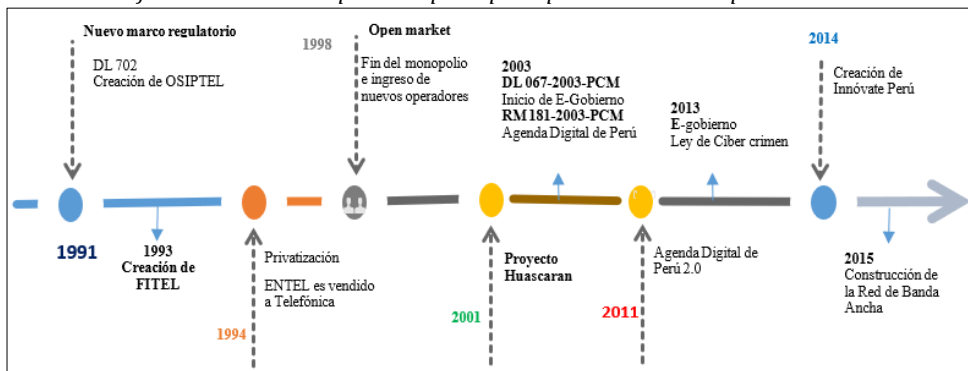 Nuevo marco regulatorio
DL 702
Creación de OSIPTEL
1991
1993
Creación de
FITEL
Privatización
ENTEL es vendido
a Telefónica
1994
1998
Open market
Fin del monopolio
e ingreso de
nuevos operadores
Proyecto
Huascaran
2001
2003
DL 067-2003-PCM
Inicio de E-Gobierno
RM 181-2003-PCM
Agenda Digital de Perú
Agenda Digital de
Perú 2.0
2011
2013
E-gobierno
Ley de Ciber crimen
2014
Creación de
Innóvate Perú
2015
Construcción de
la Red de Banda
Ancha